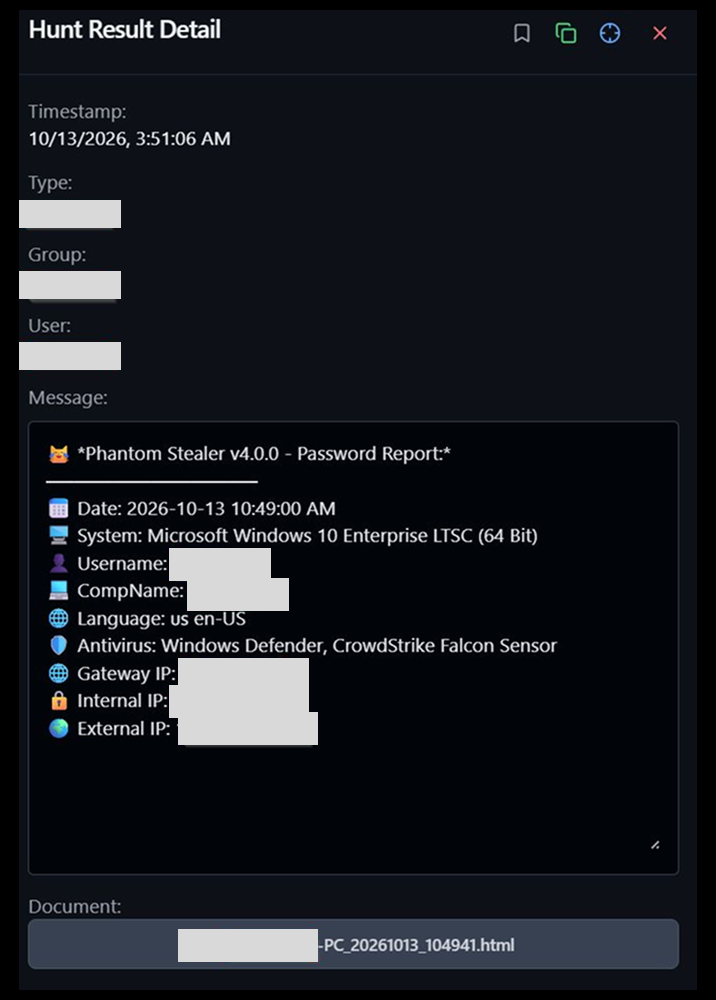 Hunt Result Detail
Timestamp:
10/13/2026, 3:51:06 AM
Type:
Group:
User:
Message:
*Phantom Stealer v4.0.0 - Password Report:*
Date: 2026-10-13 10:49:00 AM
System: Microsoft Windows 10 Enterprise LTSC (64 Bit)
Username:
CompName:
Language: us en-US
Antivirus: Windows Defender, CrowdStrike Falcon Sensor
Gateway IP:
Internal IP:
External IP:
Document:
-PC_20261013_104941.html